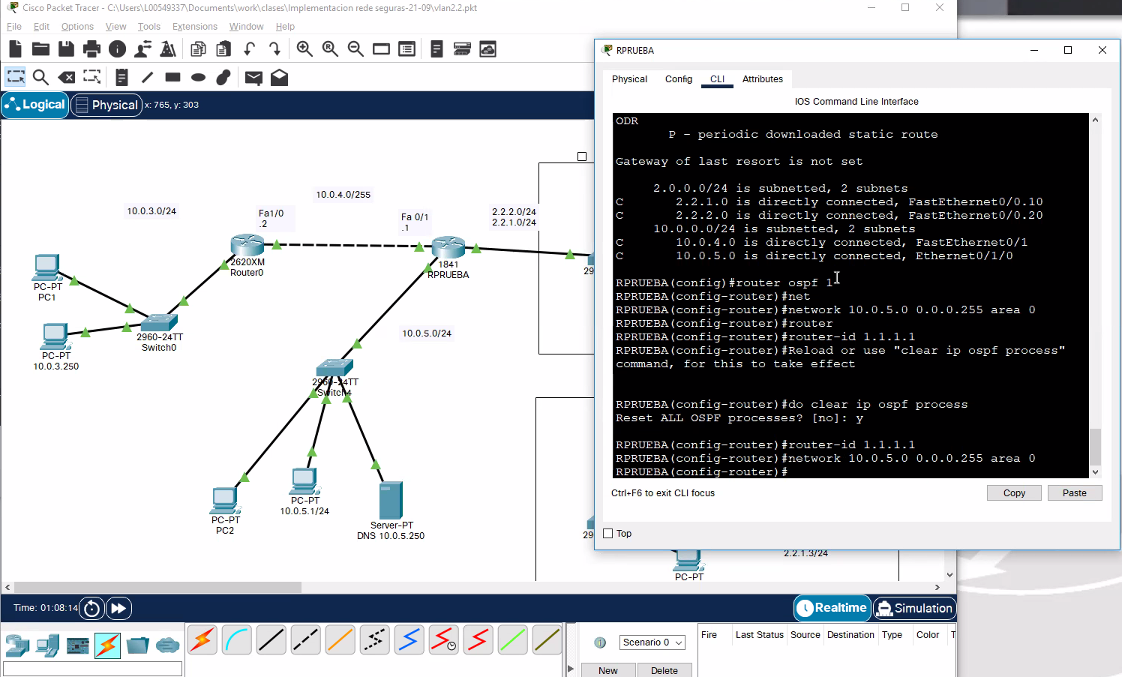 Cisco Packet Tracer - C:\Users\L00549337\Documents\work\clases\Implementacion rede seguras-21-09\vlan2.2.pkt
File Edit Options View Tools Extensions Window Help
Logical Physical x: 765, y: 303
10.0.3.0/24
Fa1/0
.2
10.0.4.0/255
Fa 0/1
.1
2.2.2.0/24
2.2.1.0/24
2620XM
Router0
1841
RPRUEBA
29
PC-PT
PC1
2960-24TT
Switch0
PC-PT
10.0.3.250
10.0.5.0/24
2960-24TT
Switch4
PC-PT
PC2
PC-PT
10.0.5.1/24
Server-PT
DNS 10.0.5.250
29
2.2.1.3/24
PC-PT
RPRUEBA
Physical Config CLI Attributes
IOS Command Line Interface
ODR
P - periodic downloaded static route
Gateway of last resort is not set
2.0.0.0/24 is subnetted, 2 subnets
C 2.2.1.0 is directly connected, FastEthernet0/0.10
C 2.2.2.0 is directly connected, FastEthernet0/0.20
10.0.0.0/24 is subnetted, 2 subnets
C 10.0.4.0 is directly connected, FastEthernet0/1
C 10.0.5.0 is directly connected, Ethernet0/1/0
RPRUEBA(config)#router ospf 1
RPRUEBA(config-router)#net
RPRUEBA(config-router)#network 10.0.5.0 0.0.0.255 area 0
RPRUEBA(config-router)#router
RPRUEBA(config-router)#router-id 1.1.1.1
RPRUEBA(config-router)#Reload or use "clear ip ospf process"
command, for this to take effect
RPRUEBA(config-router)#do clear ip ospf process
Reset ALL OSPF processes? [no]: y
RPRUEBA(config-router)#router-id 1.1.1.1
RPRUEBA(config-router)#network 10.0.5.0 0.0.0.255 area 0
RPRUEBA(config-router)#
Ctrl+F6 to exit CLI focus
Copy Paste
Top
Time: 01:08:14
Realtime Simulation
Scenario 0
New Delete
Fire Last Status Source Destination Type Color T